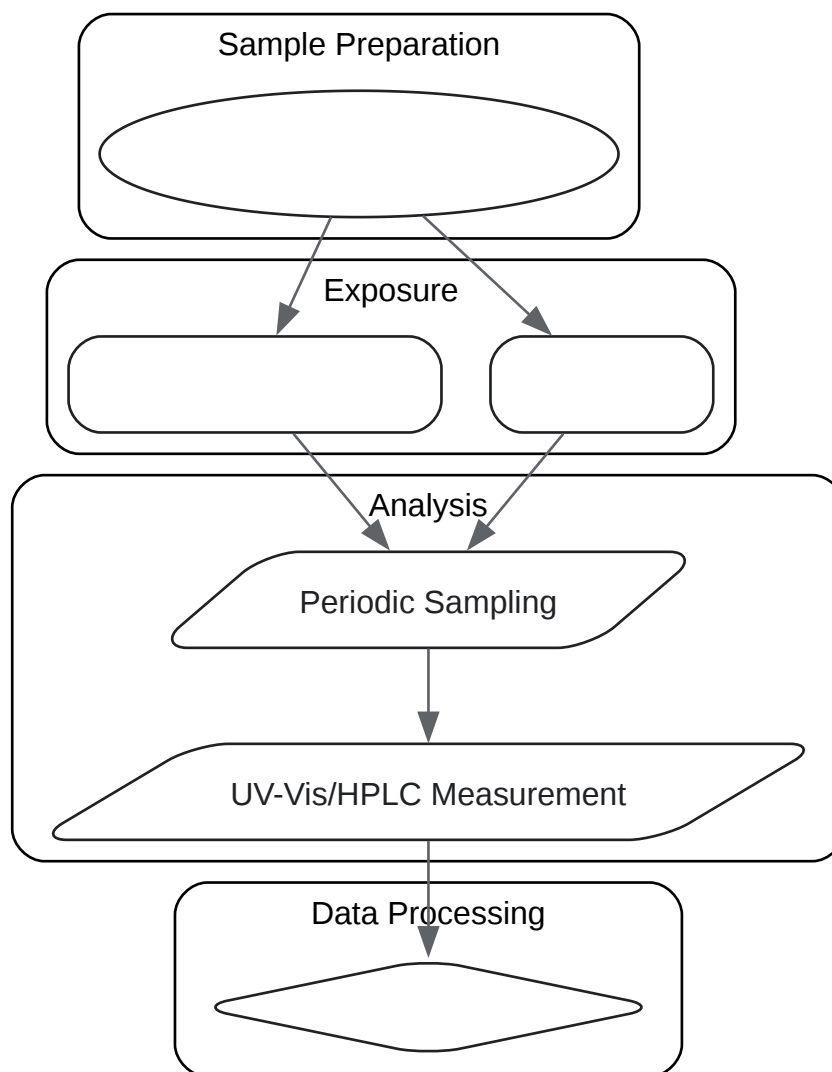 Sample Preparation
Exposure
Analysis
Periodic Sampling
UV-Vis/HPLC Measurement
Data Processing